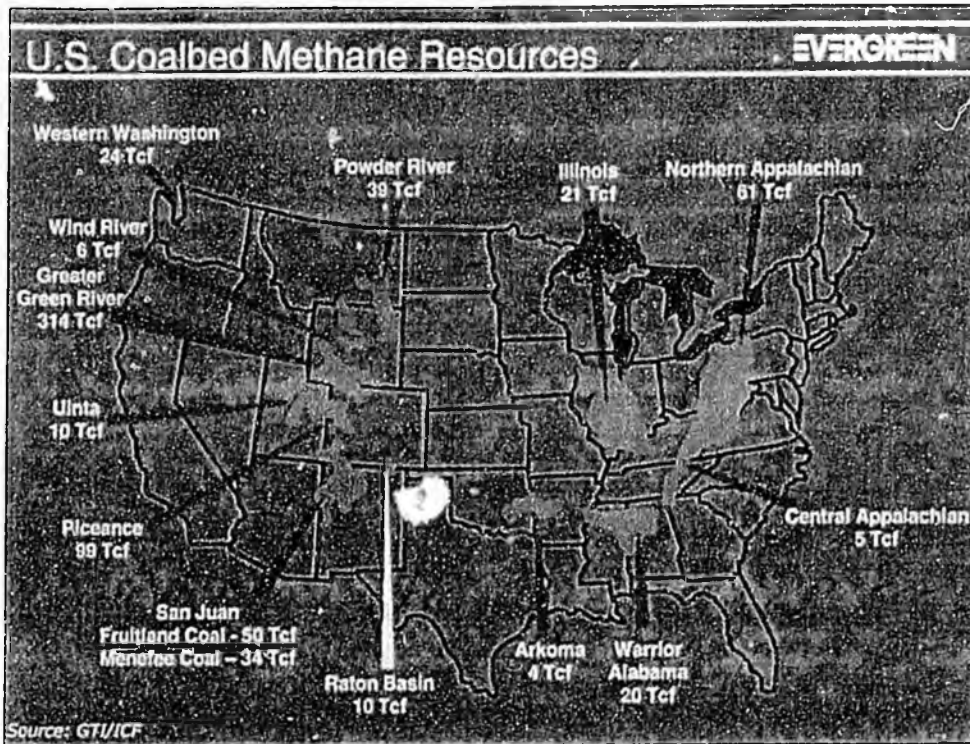 U.S. Coalbed Methane Resources
EVERGREEN
Western Washington
24 Tcf
Powder River
39 Tcf
Illinois
21 Tcf
Northern Appalachian
61 Tcf
Wind River
6 Tcf
Greater
Green River
314 Tcf
Uinta
10 Tcf
Piceance
99 Tcf
Central Appalachian
5 Tcf
San Juan
Fruitland Coal - 50 Tcf
Menefee Coal – 34 Tcf
Raton Basin
10 Tcf
Arkoma
4 Tcf
Warrior
Alabama
20 Tcf
Source: GTI/ICF